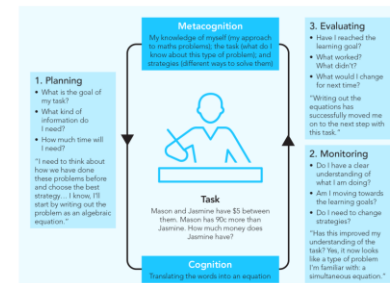 Metacognition
My knowledge of myself (my approach
to maths problems); the task (what do I
know about this type of problem); and
strategies (different ways to solve them)
1. Planning
• What is the goal of
my task?
• What kind of
information do
I need?
• How much time will
I need?
"I need to think about
how we have done
these problems before
and choose the best
strategy... I know, I'll
start by writing out the
problem as an algebraic
equation."
Task
Mason and Jasmine have $5 between
them. Mason has 90c more than
Jasmine. How much money does
Jasmine have?
Cognition
Translating the words into an equation
3. Evaluating
• Have I reached the
learning goal?
• What worked?
What didn't?
• What would I change
for next time?
"Writing out the
equations has
successfully moved me
on to the next step with
this task."
2. Monitoring
• Do I have a clear
understanding of
what I am doing?
• Am I moving towards
the learning goals?
• Do I need to change
strategies?
"Has this improved my
understanding of the
task? Yes, it now looks
like a type of problem
I'm familiar with: a
simultaneous equation."